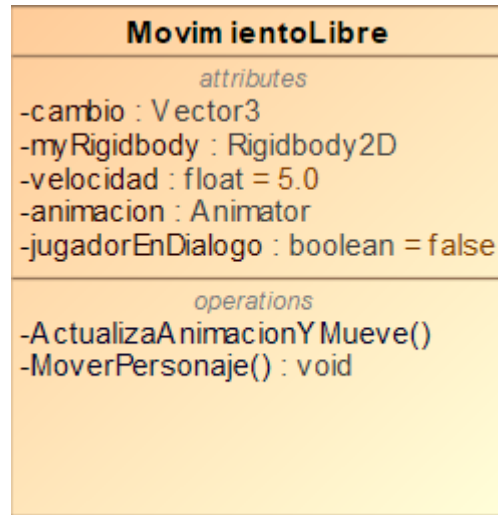 MovimientoLibre
attributes
-cambio : Vector3
-myRigidbody : Rigidbody2D
-velocidad : float = 5.0
-animacion : Animator
-jugadorEnDialogo : boolean = false
operations
-ActualizaAnimacionYMueve()
-MoverPersonaje() : void